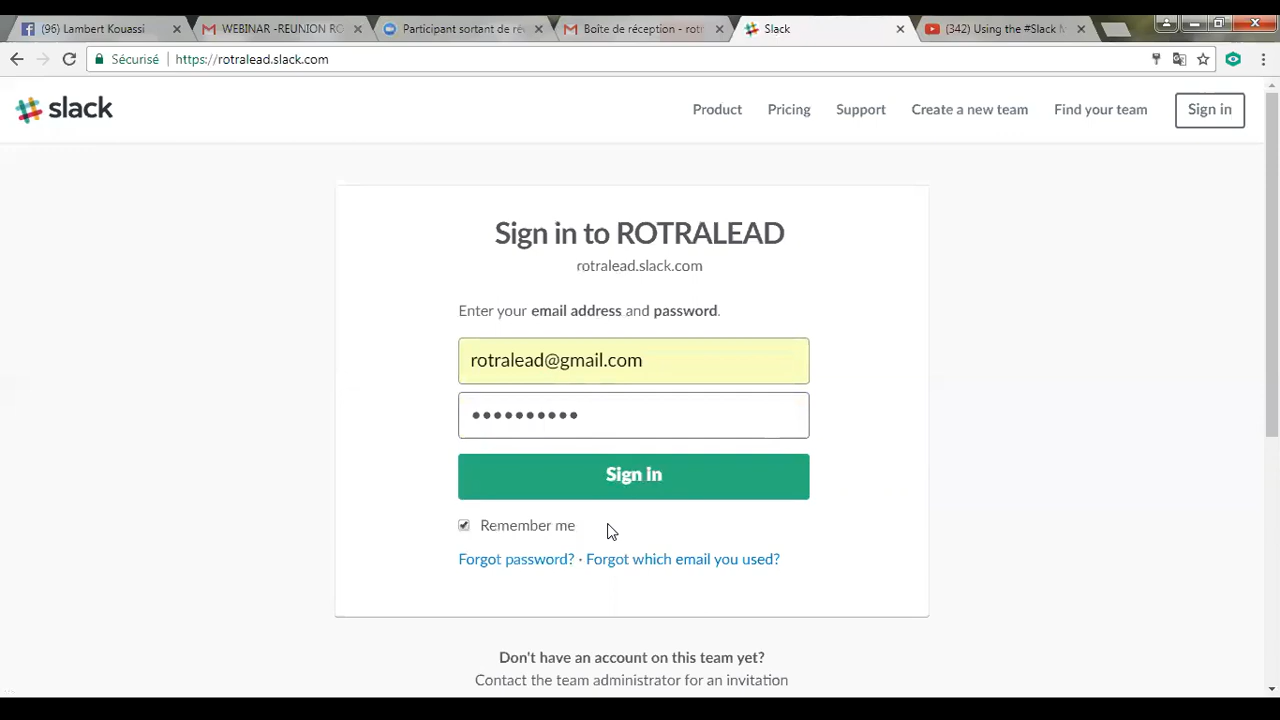 (96) Lambert Kouassi
WEBINAR -REUNION RO
Participant sortant de
Boîte de réception - rotr
Slack
(342) Using the #Slack M
Sécurisé
https://rotralead.slack.com
slack
Product
Pricing
Support
Create a new team
Find your team
Sign in
Sign in to ROTRALEAD
rotralead.slack.com
Enter your email address and password.
rotralead@gmail.com
Sign in
Remember me
Forgot password? · Forgot which email you used?
Don't have an account on this team yet?
Contact the team administrator for an invitation